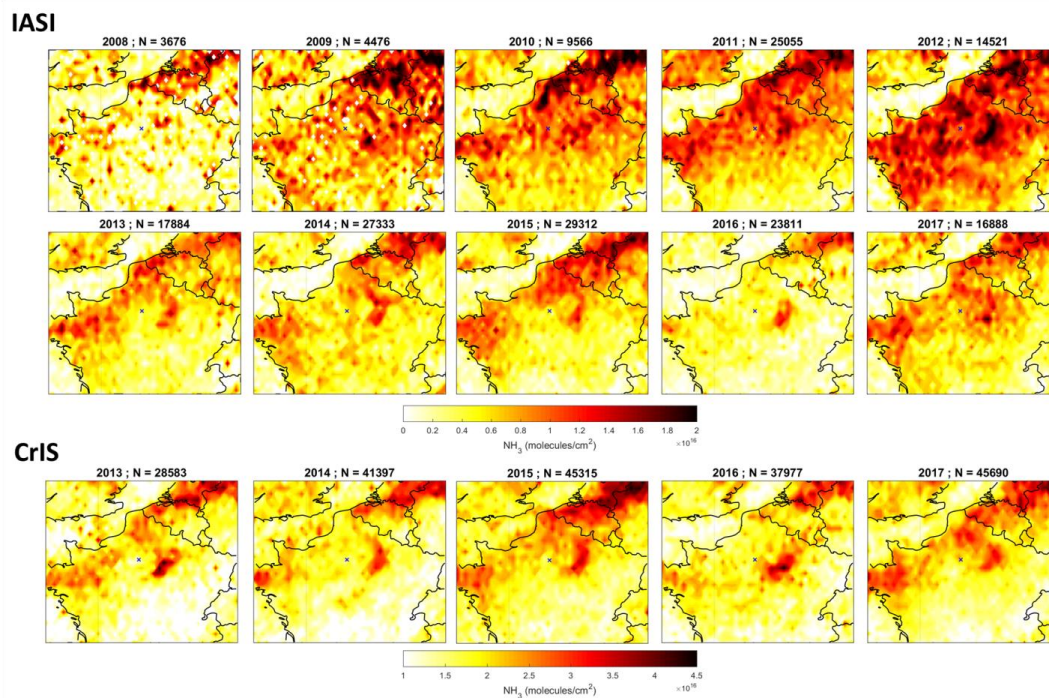 IASI
2008 ; N = 3676
2009 ; N = 4476
2010 ; N = 9566
2011 ; N = 25055
2012 ; N = 14521
2013 ; N = 17884
2014 ; N = 27333
2015 ; N = 29312
2016 ; N = 23811
2017 ; N = 16888
0 0.2 0.4 0.6 0.8 1 1.2 1.4 1.6 1.8 2
NH₃ (molecules/cm²)
×10¹⁶
CrIS
2013 ; N = 28583
2014 ; N = 41397
2015 ; N = 45315
2016 ; N = 37977
2017 ; N = 45690
1 1.5 2 2.5 3 3.5 4 4.5
NH₃ (molecules/cm²)
×10¹⁶